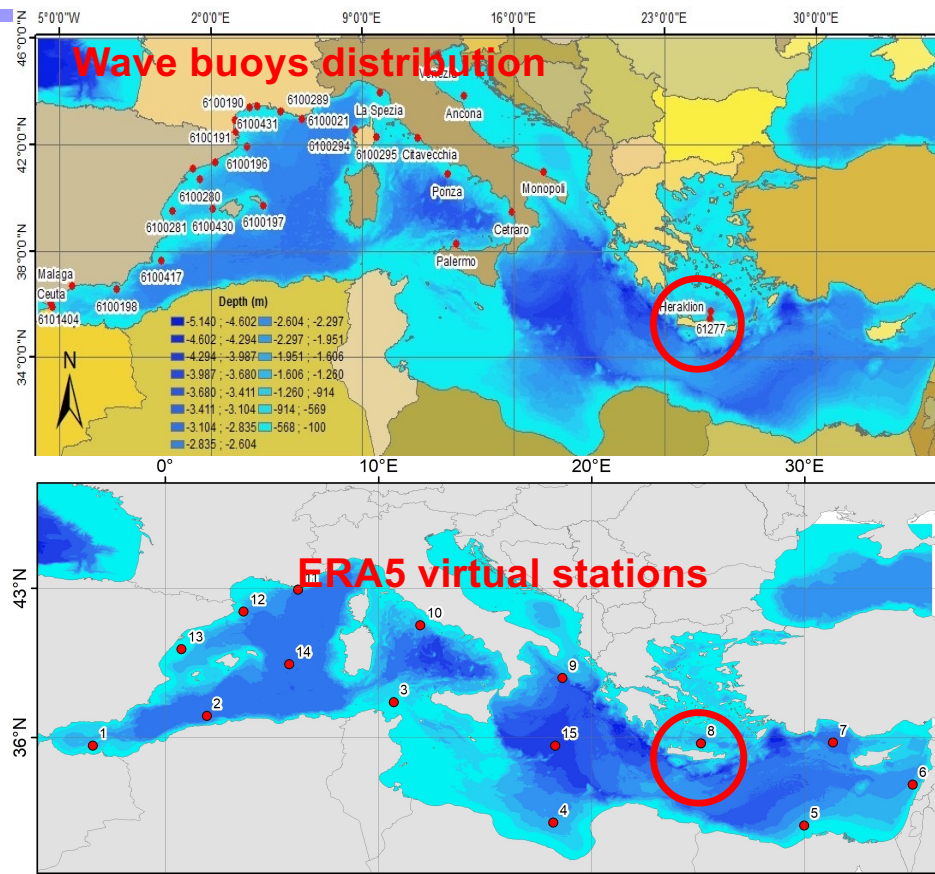 5°0'0"W 2°0'0"E 9°0'0"E 16°0'0"E 23°0'0"E 30°0'0"E
46°0'0"N
Wave buoys distribution
Venezia
6100190
6100289
La Spezia
Ancona
6100431
6100021
42°0'0"N
6100191
6100294
6100295
Citavecchia
6100196
Ponza
Monopoli
6100280
6100281
6100430
6100197
Cetraro
38°0'0"N
Palermo
6100417
Malaga
Ceuta
6100198
6101404
Heraklion
61277
34°0'0"N
N
Depth (m)
-5.140 ; -4.602 -2.604 ; -2.297
-4.602 ; -4.294 -2.297 ; -1.951
-4.294 ; -3.987 -1.951 ; -1.606
-3.987 ; -3.680 -1.606 ; -1.260
-3.680 ; -3.411 -1.260 ; -914
-3.411 ; -3.104 -914 ; -569
-3.104 ; -2.835 -568 ; -100
-2.835 ; -2.604
0° 10°E 20°E 30°E
ERA5 virtual stations
43°N
11
12
10
13
14
9
3
2
36°N
1
15
8
7
6
4
5